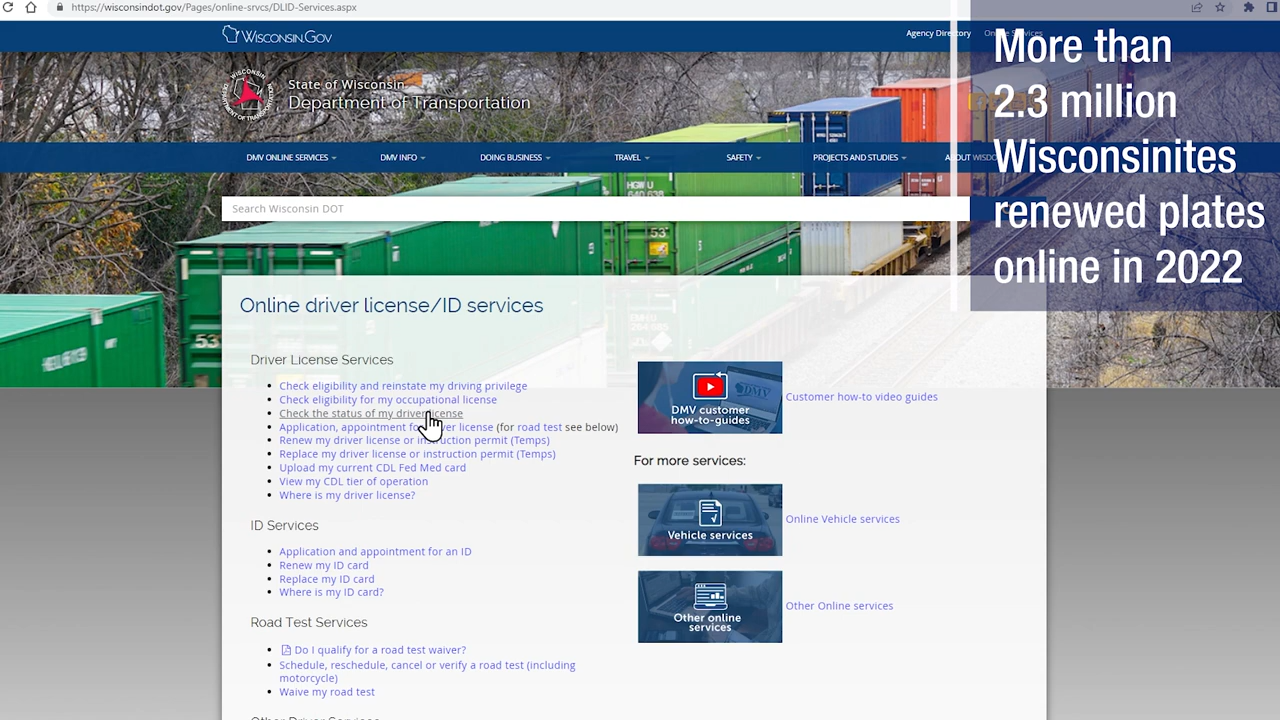 https://wisconsindot.gov/Pages/online-srvcs/DLID-Services.aspx
WISCONSIN.GOV
Agency Directory
State of Wisconsin
Department of Transportation
DMV ONLINE SERVICES
DMV INFO
DOING BUSINESS
TRAVEL
SAFETY
PROJECTS AND STUDIES
Search Wisconsin DOT
More than
2.3 million
Wisconsinites
renewed plates
online in 2022
Online driver license/ID services
Driver License Services
Check eligibility and reinstate my driving privilege
Check eligibility for my occupational license
Check the status of my driver license
Application, appointment license (for road test see below)
Renew my driver license or instruction permit (Temps)
Replace my driver license or instruction permit (Temps)
Upload my current CDL Fed Med card
View my CDL tier of operation
Where is my driver license?
ID Services
Application and appointment for an ID
Renew my ID card
Replace my ID card
Where is my ID card?
Road Test Services
Do I qualify for a road test waiver?
Schedule, reschedule, cancel or verify a road test (including
motorcycle)
Waive my road test
DMV customer
how-to-guides
Customer how-to video guides
For more services:
Vehicle services
Online Vehicle services
Other online
services
Other Online services